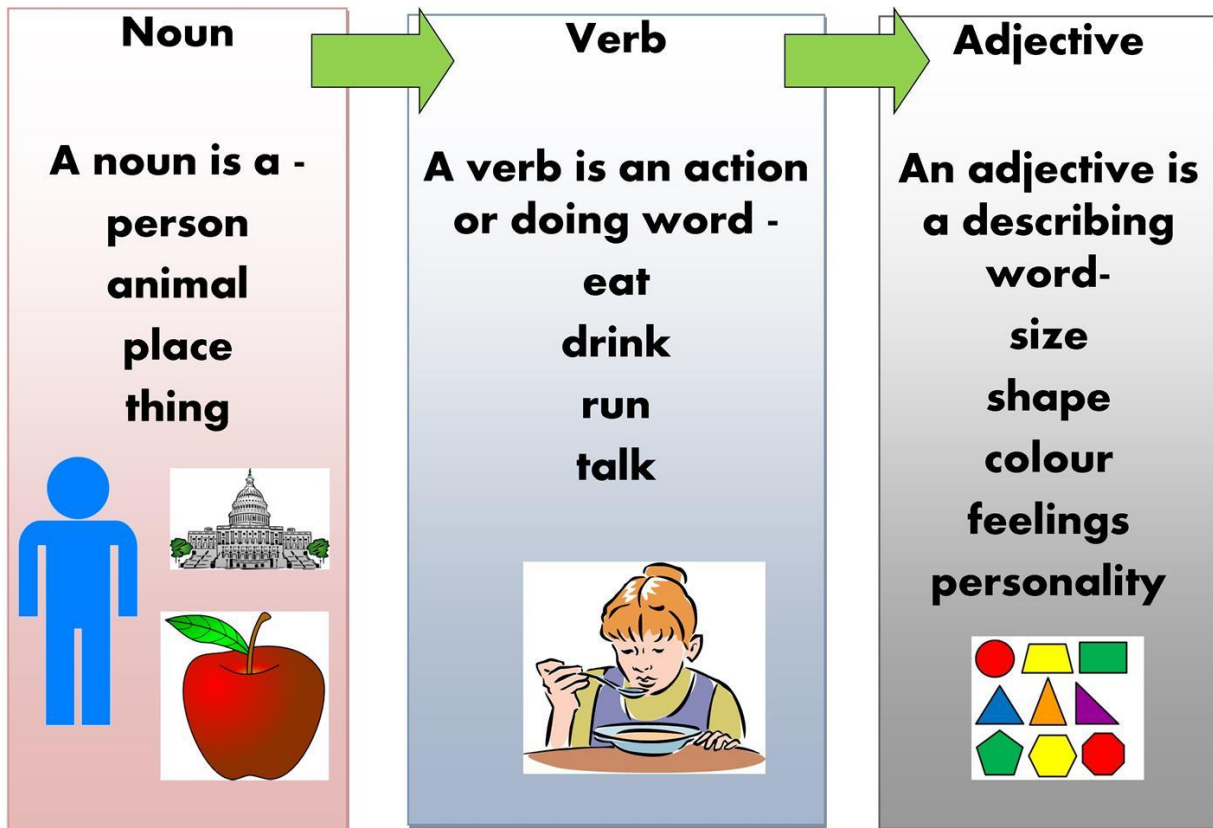 Noun
A noun is a -
person
animal
place
thing
Verb
A verb is an action
or doing word -
eat
drink
run
talk
Adjective
An adjective is
a describing
word-
size
shape
colour
feelings
personality